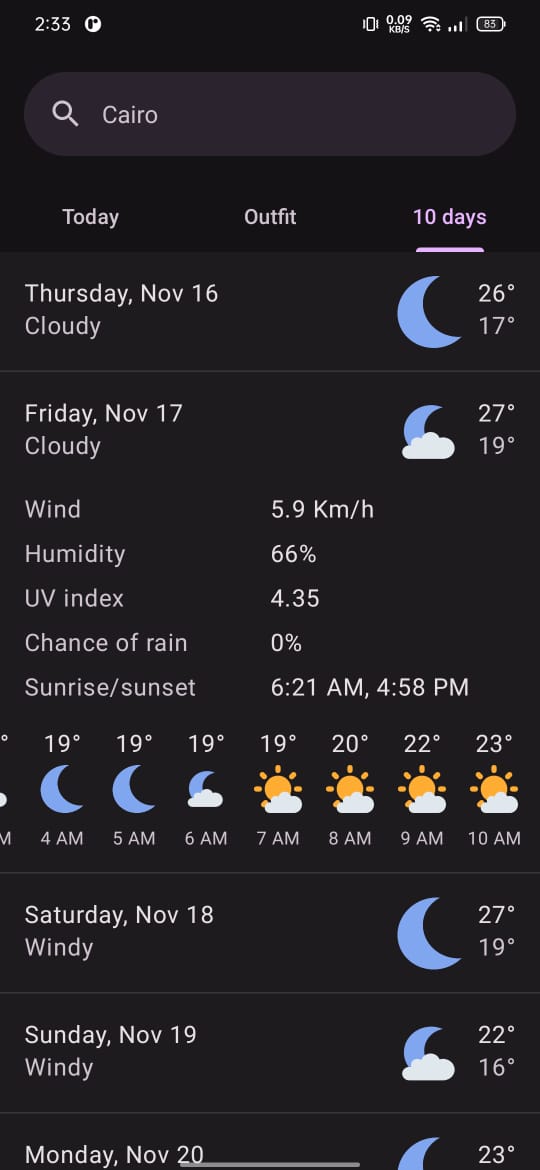 2:33
0.09
KB/S
83
Cairo
Today Outfit 10 days
Thursday, Nov 16 26°
Cloudy 17°
Friday, Nov 17 27°
Cloudy 19°
Wind 5.9 Km/h
Humidity 66%
UV index 4.35
Chance of rain 0%
Sunrise/sunset 6:21 AM, 4:58 PM
° 19° 19° 19° 19° 20° 22° 23°
M 4 AM 5 AM 6 AM 7 AM 8 AM 9 AM 10 AM
Saturday, Nov 18 27°
Windy 19°
Sunday, Nov 19 22°
Windy 16°
Monday, Nov 20 23°